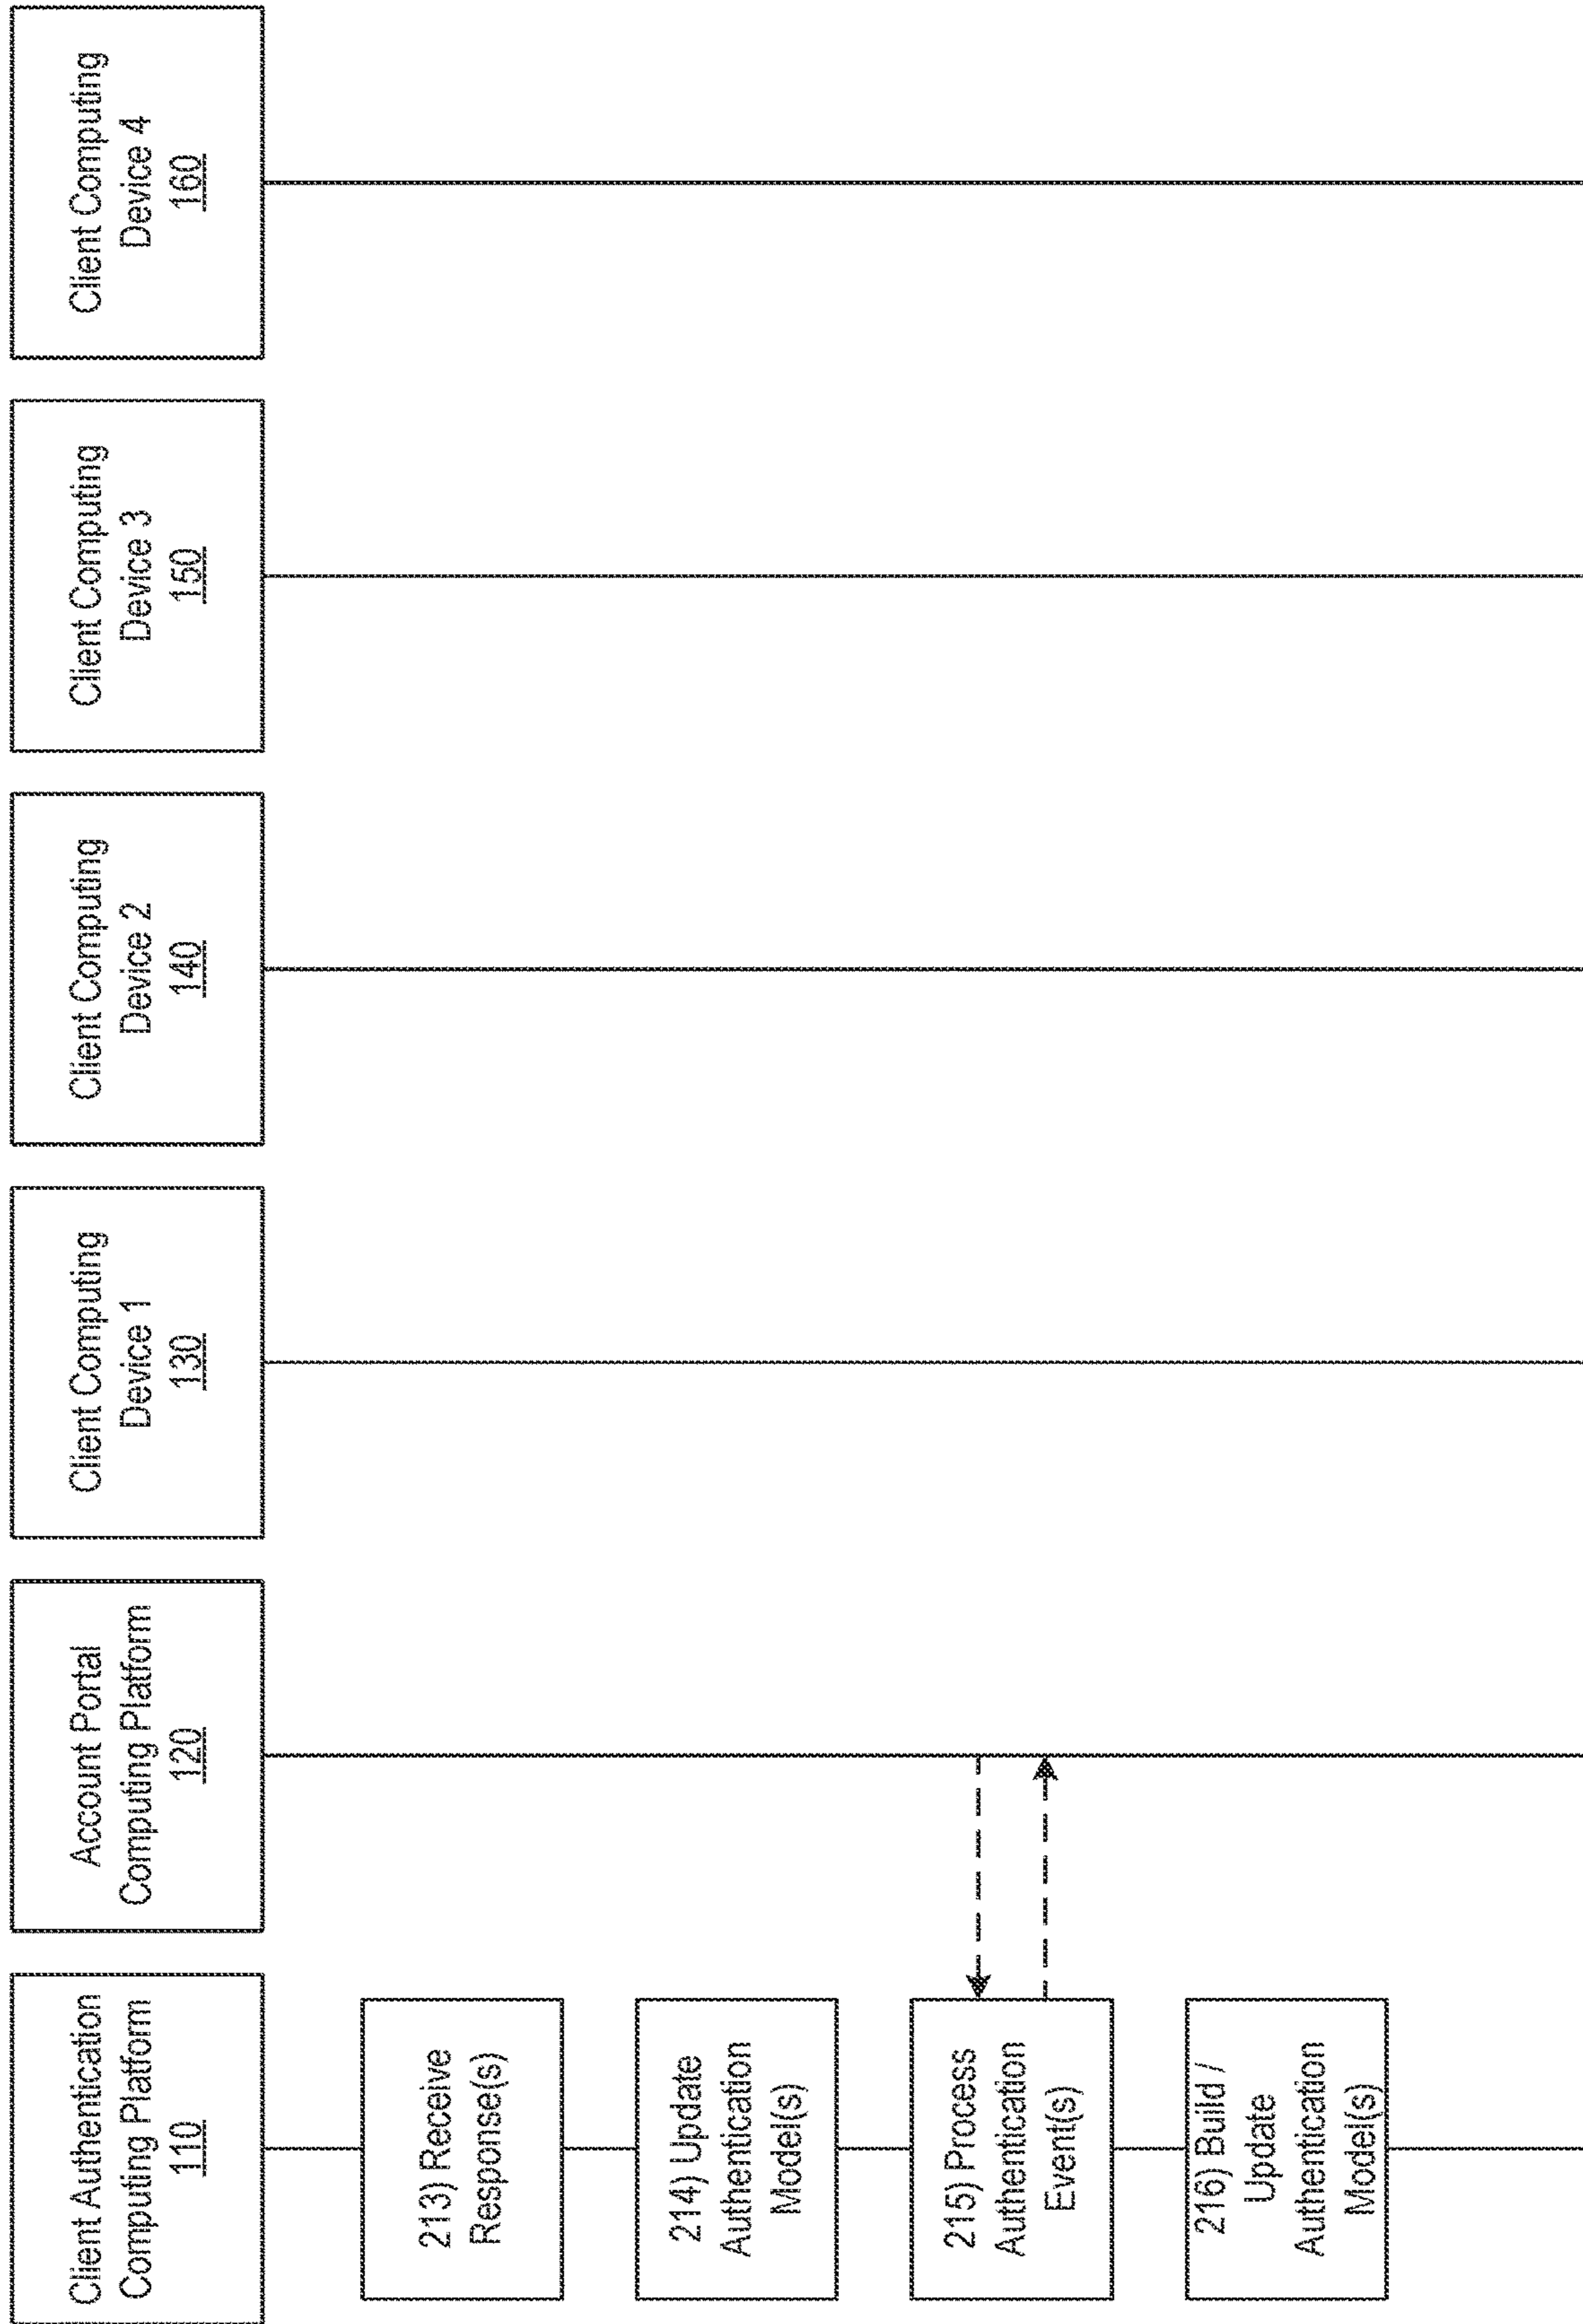 Client Authentication
Computing Platform
110
Account Portal
Computing Platform
120
Client Computing
Device 1
130
Client Computing
Device 2
140
Client Computing
Device 3
150
Client Computing
Device 4
160
213) Receive
Response(s)
214) Update
Authentication
Model(s)
215) Process
Authentication
Event(s)
216) Build /
Update
Authentication
Model(s)